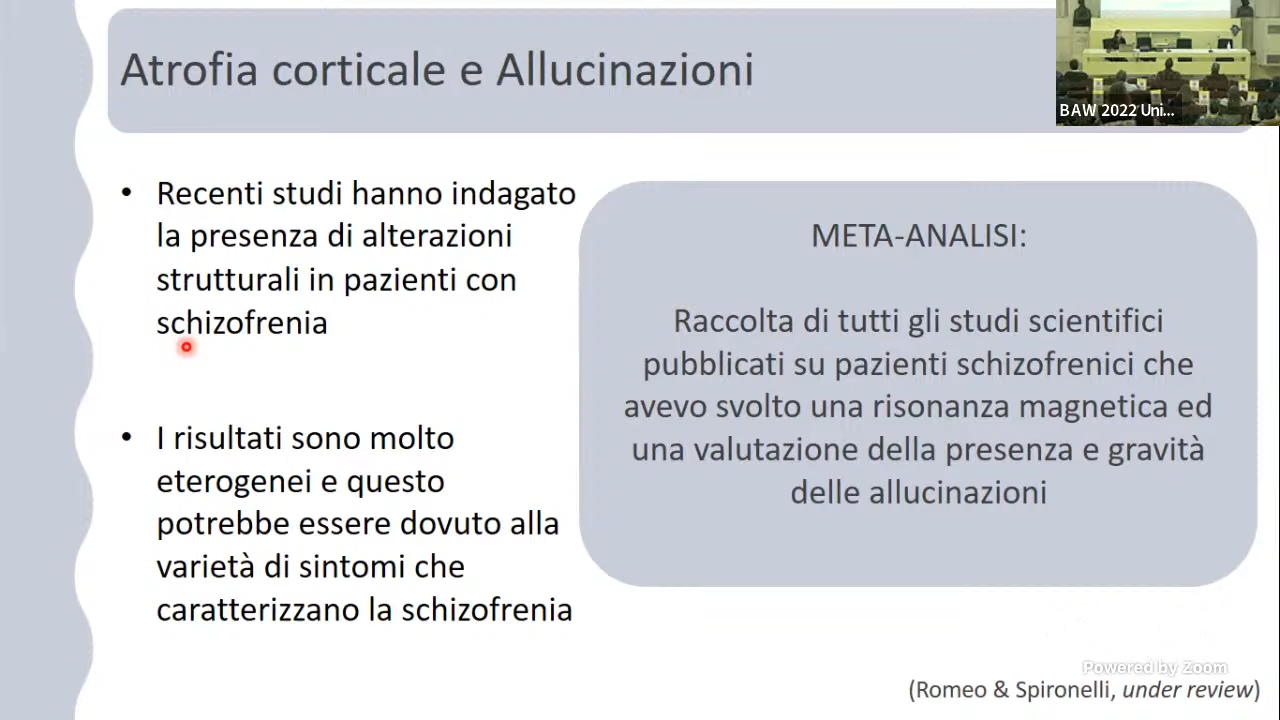 Atrofia corticale e Allucinazioni
BAW 2022 Uni...
• Recenti studi hanno indagato
la presenza di alterazioni
strutturali in pazienti con
schizofrenia
• I risultati sono molto
eterogenei e questo
potrebbe essere dovuto alla
varietà di sintomi che
caratterizzano la schizofrenia
META-ANALISI:
Raccolta di tutti gli studi scientifici
pubblicati su pazienti schizofrenici che
avevo svolto una risonanza magnetica ed
una valutazione della presenza e gravità
delle allucinazioni
Powered by Zoom
(Romeo & Spironelli, under review)